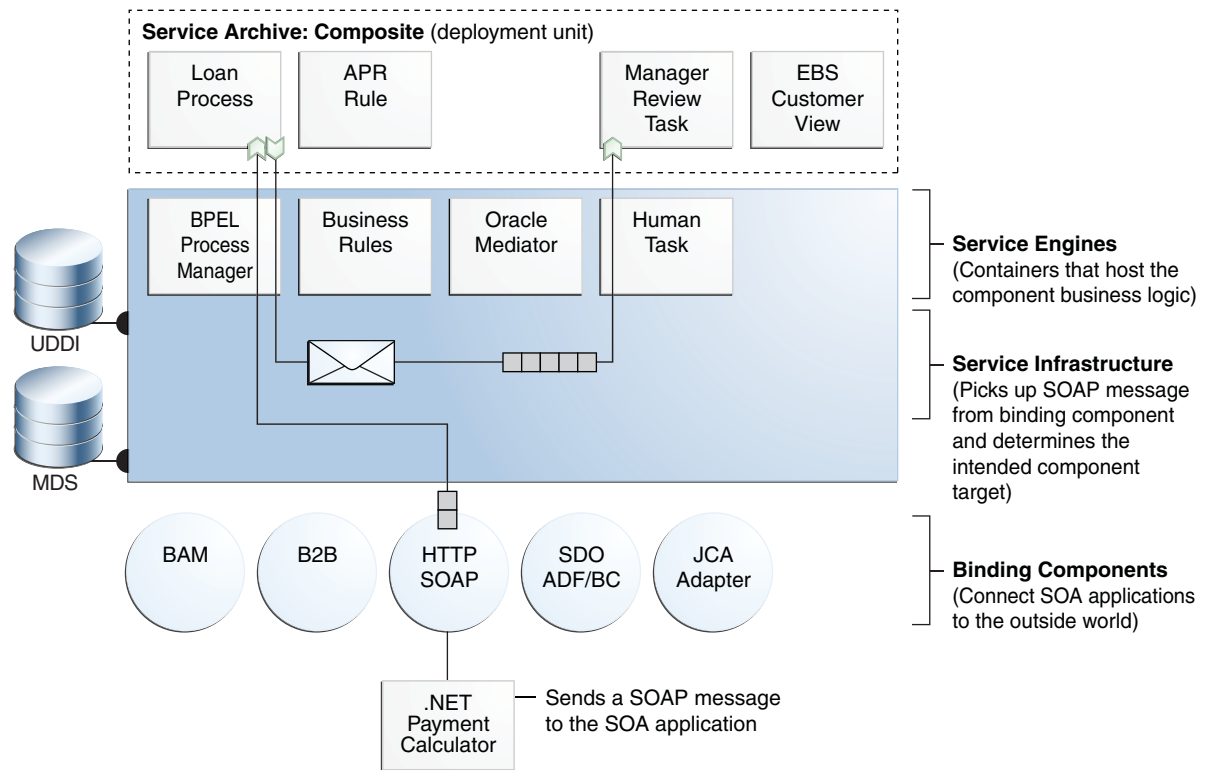 Service Archive: Composite (deployment unit)
Loan
Process
APR
Rule
Manager
Review
Task
EBS
Customer
View
BPEL
Process
Manager
Business
Rules
Oracle
Mediator
Human
Task
Service Engines
(Containers that host the
component business logic)
UDDI
Service Infrastructure
(Picks up SOAP message
from binding component
and determines the
intended component
target)
MDS
BAM
B2B
HTTP
SOAP
SDO
ADF/BC
JCA
Adapter
Binding Components
(Connect SOA applications
to the outside world)
.NET
Payment
Calculator
Sends a SOAP message
to the SOA application